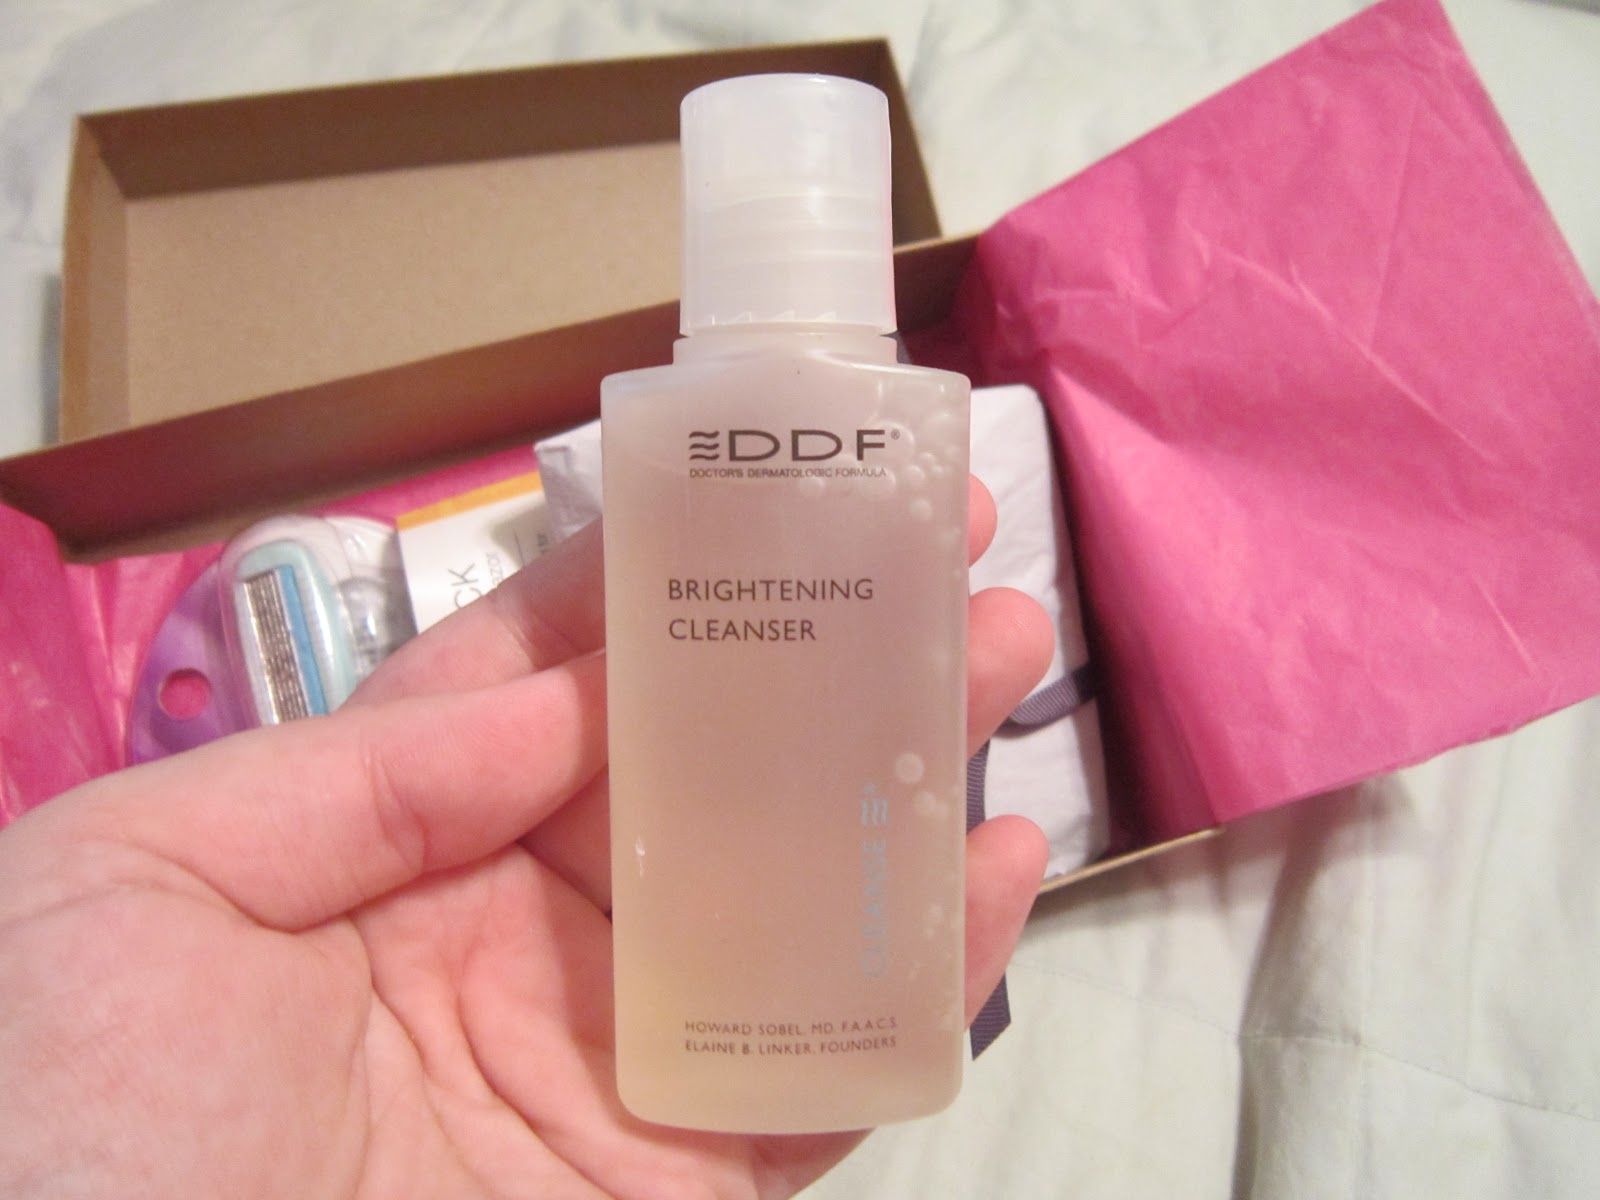 DDF®
DOCTOR'S DERMATOLOGIC FORMULA
BRIGHTENING
CLEANSER
CLEANSE
HOWARD SOBEL, MD, F.A.A.C.S.
ELAINE B. LINKER, FOUNDERS